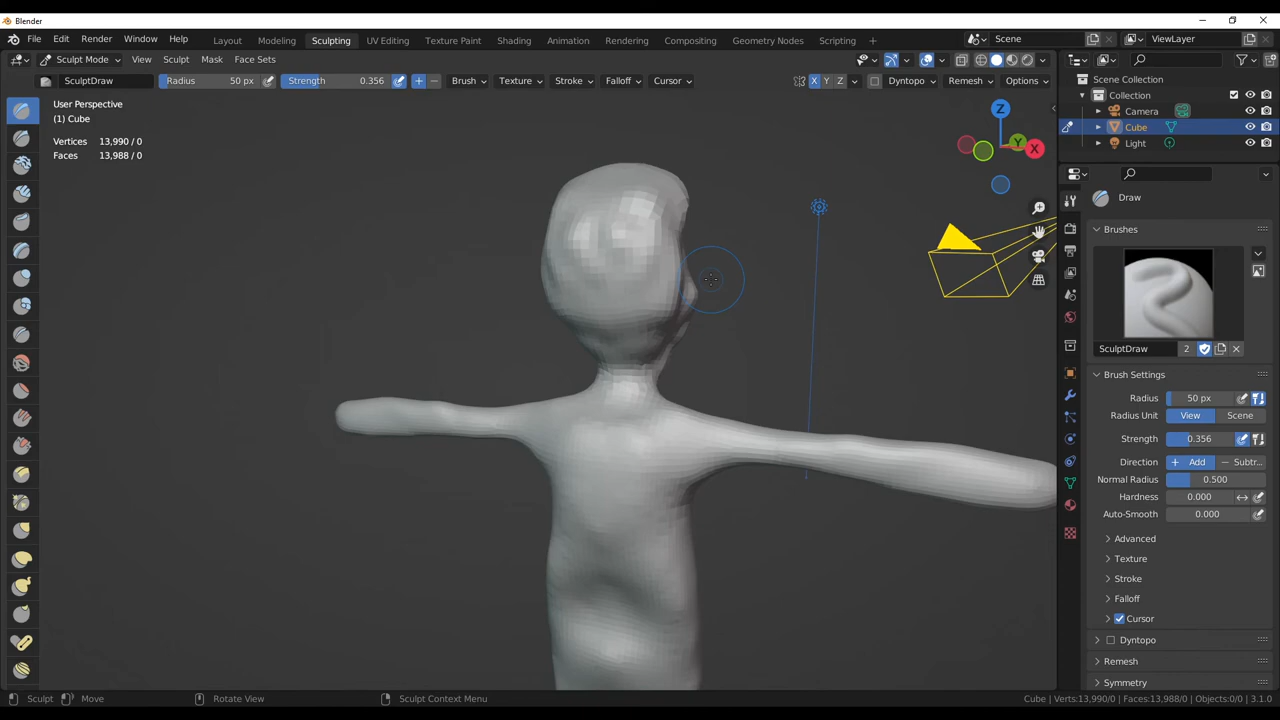 Blender
File Edit Render Window Help Layout Modeling Sculpting UV Editing Texture Paint Shading Animation Rendering Compositing Geometry Nodes Scripting + Scene ViewLayer
Sculpt Mode View Sculpt Mask Face Sets
SculptDraw Radius 50 px Strength 0.356 + − Brush Texture Stroke Falloff Cursor X Y Z Dyntopo Remesh Options
Scene Collection
Collection
Camera
Cube
Light
User Perspective
(1) Cube
Vertices 13,990 / 0
Faces 13,988 / 0
Z
Y
X
Draw
Brushes
SculptDraw 2
Brush Settings
Radius 50 px
Radius Unit View Scene
Strength 0.356
Direction + Add − Subtr...
Normal Radius 0.500
Hardness 0.000
Auto-Smooth 0.000
Advanced
Texture
Stroke
Falloff
Cursor
Dyntopo
Remesh
Symmetry
Sculpt Move Rotate View Sculpt Context Menu Cube | Verts:13,990/0 | Faces:13,988/0 | Objects:0/0 | 3.1.0